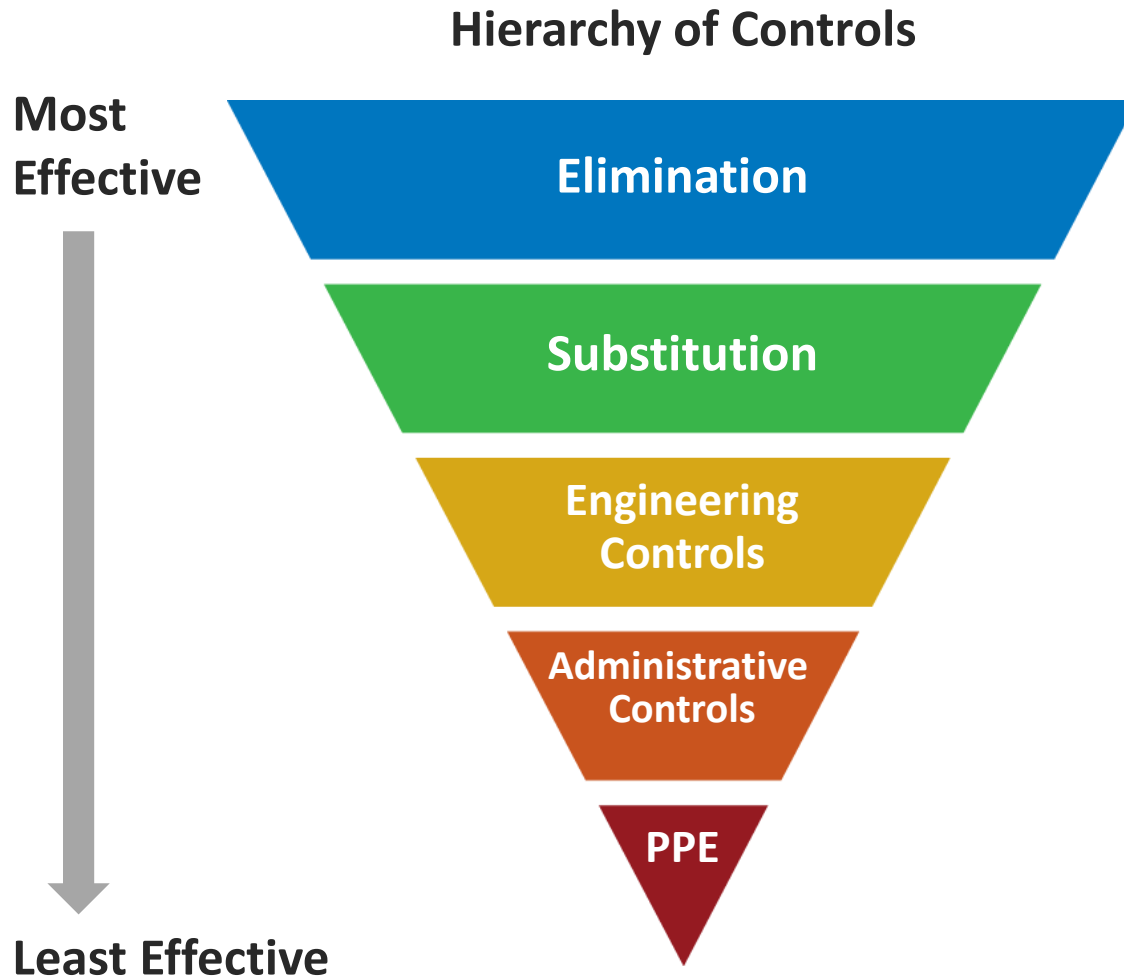 Hierarchy of Controls
Most
Effective
Elimination
Substitution
Engineering
Controls
Administrative
Controls
PPE
Least Effective